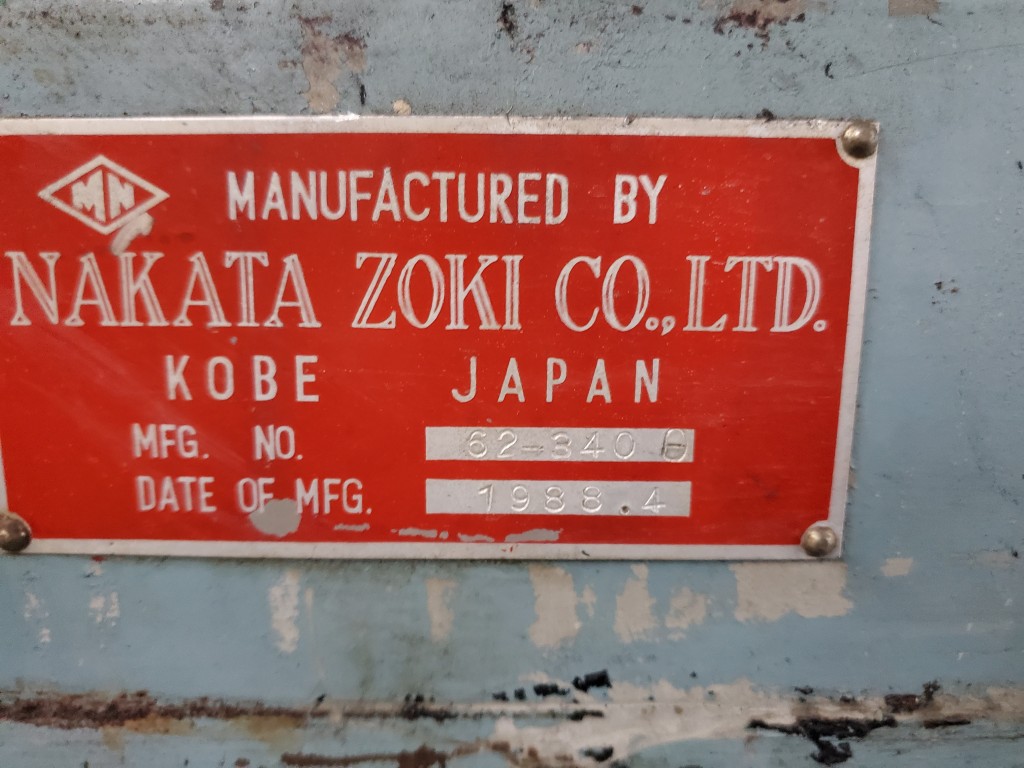 MN
MANUFACTURED BY
NAKATA ZOKI CO.,LTD.
KOBE JAPAN
MFG. NO.
DATE OF MFG. 1988.4